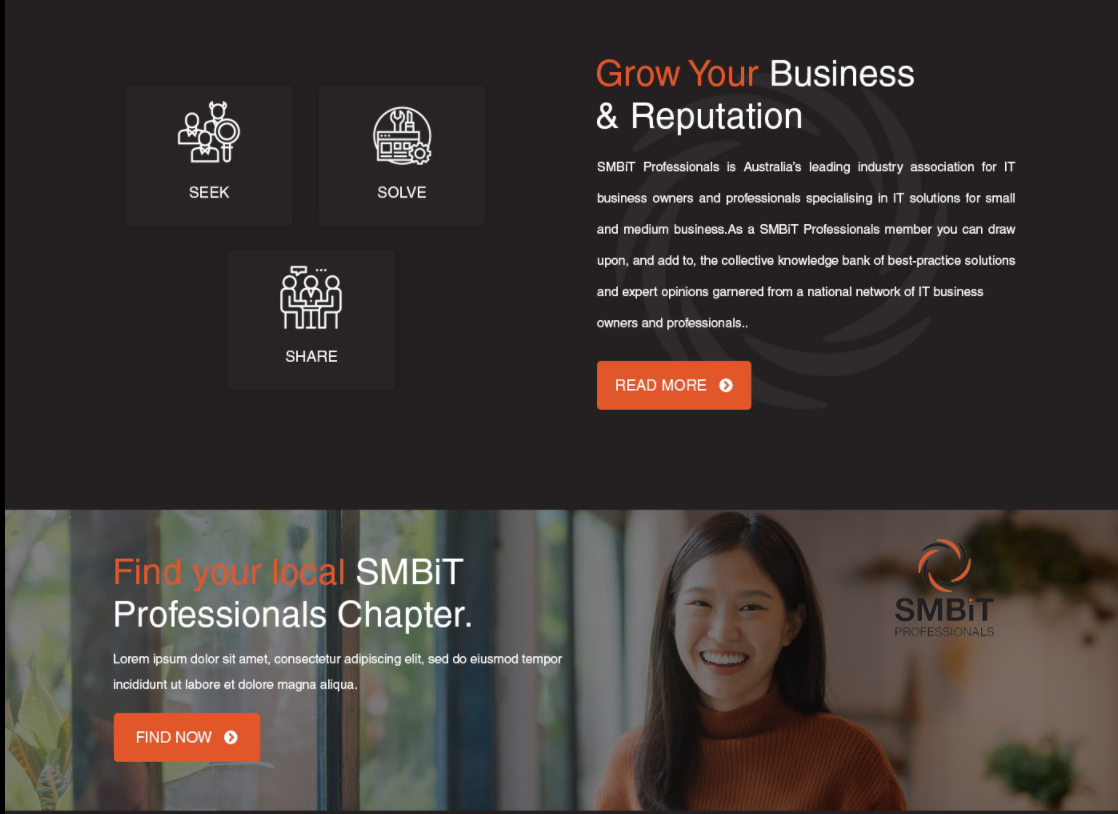 SEEK
SOLVE
SHARE
Grow Your Business
& Reputation
SMBiT Professionals is Australia's leading industry association for IT
business owners and professionals specialising in IT solutions for small
and medium business.As a SMBiT Professionals member you can draw
upon, and add to, the collective knowledge bank of best-practice solutions
and expert opinions garnered from a national network of IT business
owners and professionals..
READ MORE
Find your local SMBiT
Professionals Chapter.
Lorem ipsum dolor sit amet, consectetur adipiscing elit, sed do eiusmod tempor
incididunt ut labore et dolore magna aliqua.
FIND NOW
SMBiT
PROFESSIONALS